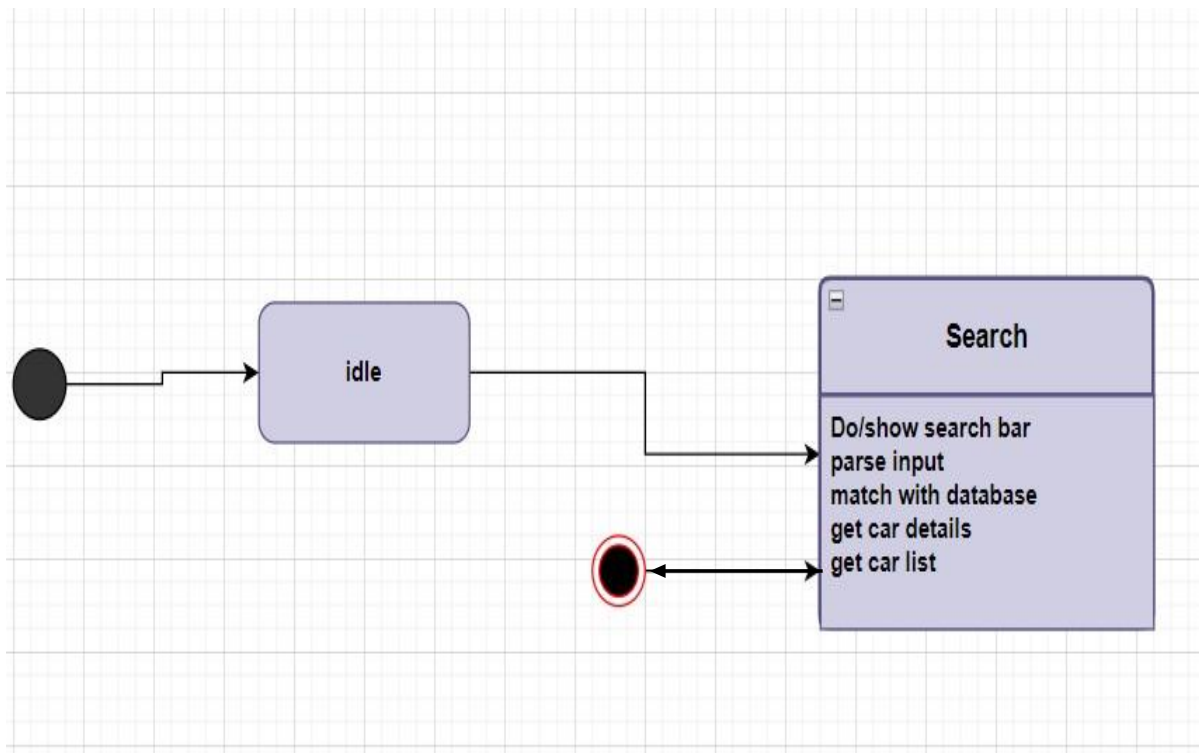 idle
Search
Do/show search bar
parse input
match with database
get car details
get car list